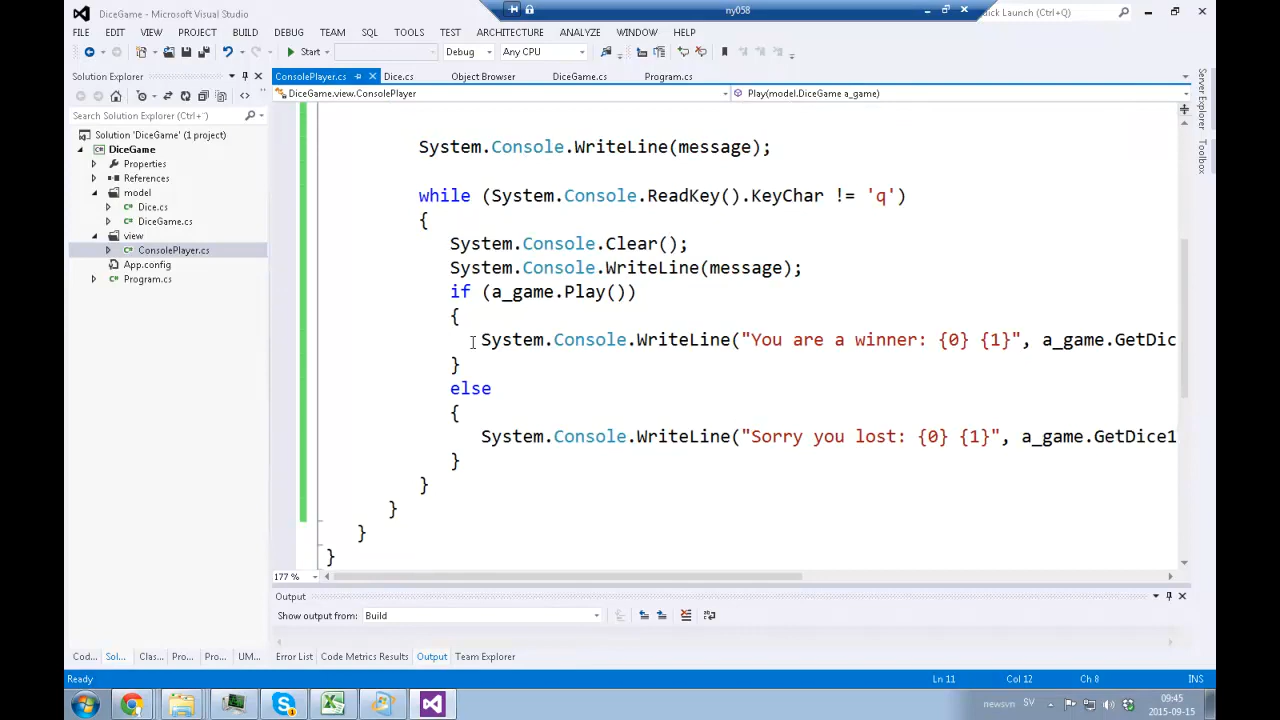 DiceGame - Microsoft Visual Studio
ny058
ick Launch (Ctrl+Q)
FILE EDIT VIEW PROJECT BUILD DEBUG TEAM SQL TOOLS TEST ARCHITECTURE ANALYZE WINDOW HELP
Start Debug Any CPU
Solution Explorer
ConsolePlayer.cs Dice.cs Object Browser DiceGame.cs Program.cs
DiceGame.view.ConsolePlayer Play(model.DiceGame a_game)
Search Solution Explorer (Ctrl+¨)
Solution 'DiceGame' (1 project)
DiceGame
Properties
References
model
Dice.cs
DiceGame.cs
view
ConsolePlayer.cs
App.config
Program.cs
System.Console.WriteLine(message);
while (System.Console.ReadKey().KeyChar != 'q')
{
System.Console.Clear();
System.Console.WriteLine(message);
if (a_game.Play())
{
System.Console.WriteLine("You are a winner: {0} {1}", a_game.GetDic
}
else
{
System.Console.WriteLine("Sorry you lost: {0} {1}", a_game.GetDice1
}
}
}
}
}
Server Explorer
Toolbox
177 %
Output
Show output from: Build
Cod... Sol... Clas... Pro... Pro... UM...
Error List Code Metrics Results Output Team Explorer
Ready Ln 11 Col 12 Ch 8 INS
newsvn SV 09:45
2015-09-15